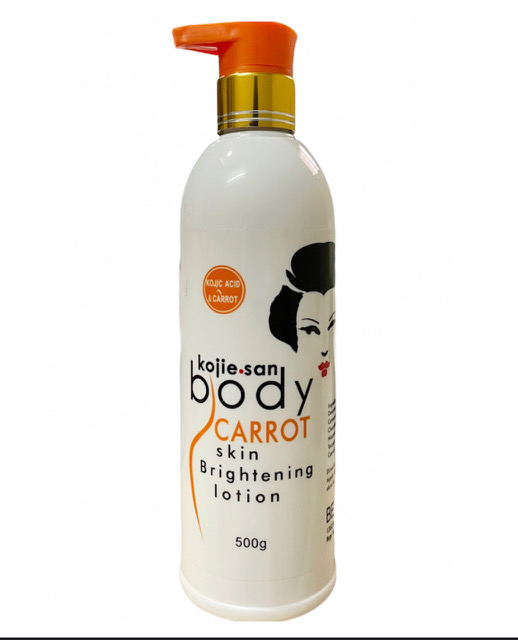 KOJIC ACID
& CARROT
kojie.san
body
CARROT
skin
Brightening
lotion
500g